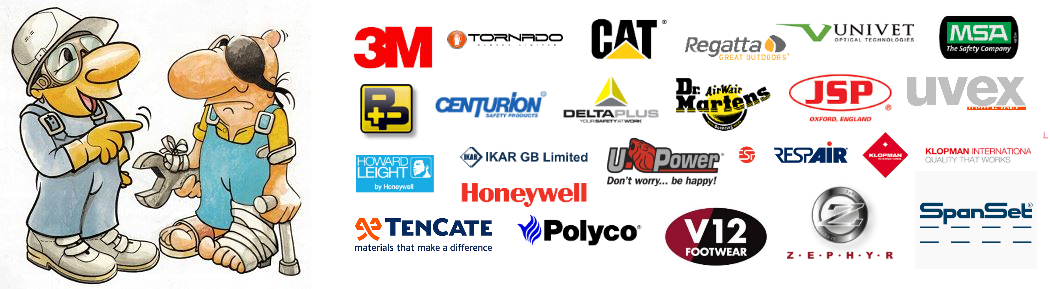 3M
TORNADO
CAT®
Regatta
GREAT OUTDOORS
UNIVET
OPTICAL TECHNOLOGIES
MSA
The Safety Company
P+P
CENTURION®
SAFETY PRODUCTS
DELTAPLUS
YOUR SAFETY AT WORK
Dr. AirWair
Martens
JSP®
OXFORD, ENGLAND
uvex
HOWARD
LEIGHT
by Honeywell
IKAR
IKAR GB Limited
Honeywell
U-Power®
Don't worry... be happy!
RESPAIR
KLOPMAN
KLOPMAN INTERNATIONA
QUALITY THAT WORKS
L
TENCATE
materials that make a difference
Polyco®
V12
FOOTWEAR
Z
Z·E·P·H·Y·R
SpanSet®